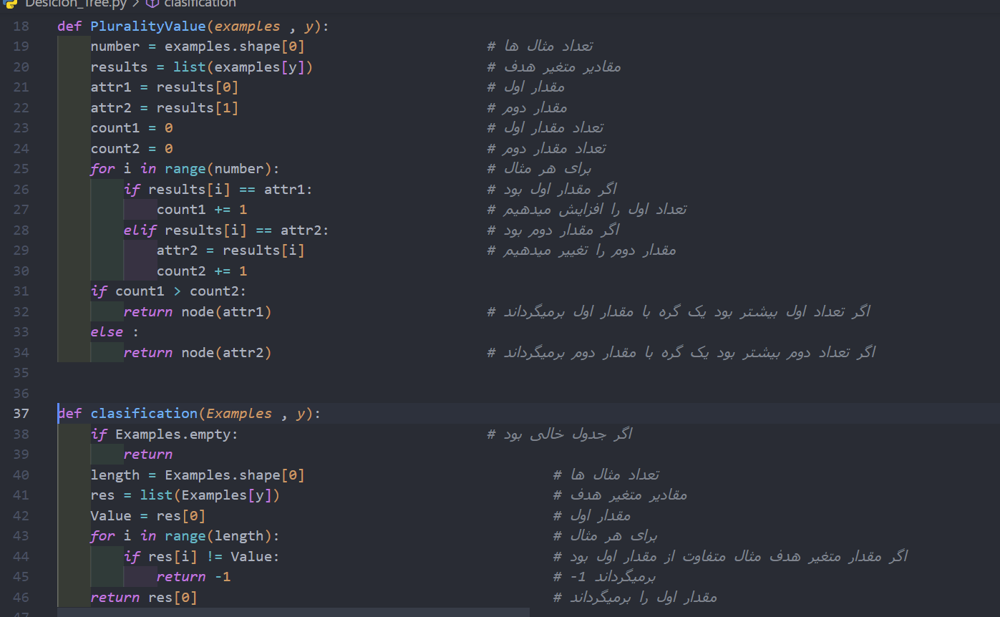 Desicion_Tree.py > clasification
18 def PluralityValue(examples , y):
19 number = examples.shape[0] # تعداد مثال ها
20 results = list(examples[y]) # مقادیر متغیر هدف
21 attr1 = results[0] # مقدار اول
22 attr2 = results[1] # مقدار دوم
23 count1 = 0 # تعداد مقدار اول
24 count2 = 0 # تعداد مقدار دوم
25 for i in range(number): # برای هر مثال
26 if results[i] == attr1: # اگر مقدار اول بود
27 count1 += 1 # تعداد اول را افزایش میدهیم
28 elif results[i] == attr2: # اگر مقدار دوم بود
29 attr2 = results[i] # مقدار دوم را تغییر میدهیم
30 count2 += 1
31 if count1 > count2:
32 return node(attr1) # اگر تعداد اول بیشتر بود یک گره با مقدار اول برمیگرداند
33 else :
34 return node(attr2) # اگر تعداد دوم بیشتر بود یک گره با مقدار دوم برمیگرداند
35
36
37 def clasification(Examples , y):
38 if Examples.empty: # اگر جدول خالی بود
39 return
40 length = Examples.shape[0] # تعداد مثال ها
41 res = list(Examples[y]) # مقادیر متغیر هدف
42 Value = res[0] # مقدار اول
43 for i in range(length): # برای هر مثال
44 if res[i] != Value: # اگر مقدار متغیر هدف مثال متفاوت از مقدار اول بود
45 return -1 # -1 برمیگرداند
46 return res[0] # مقدار اول را برمیگرداند
47